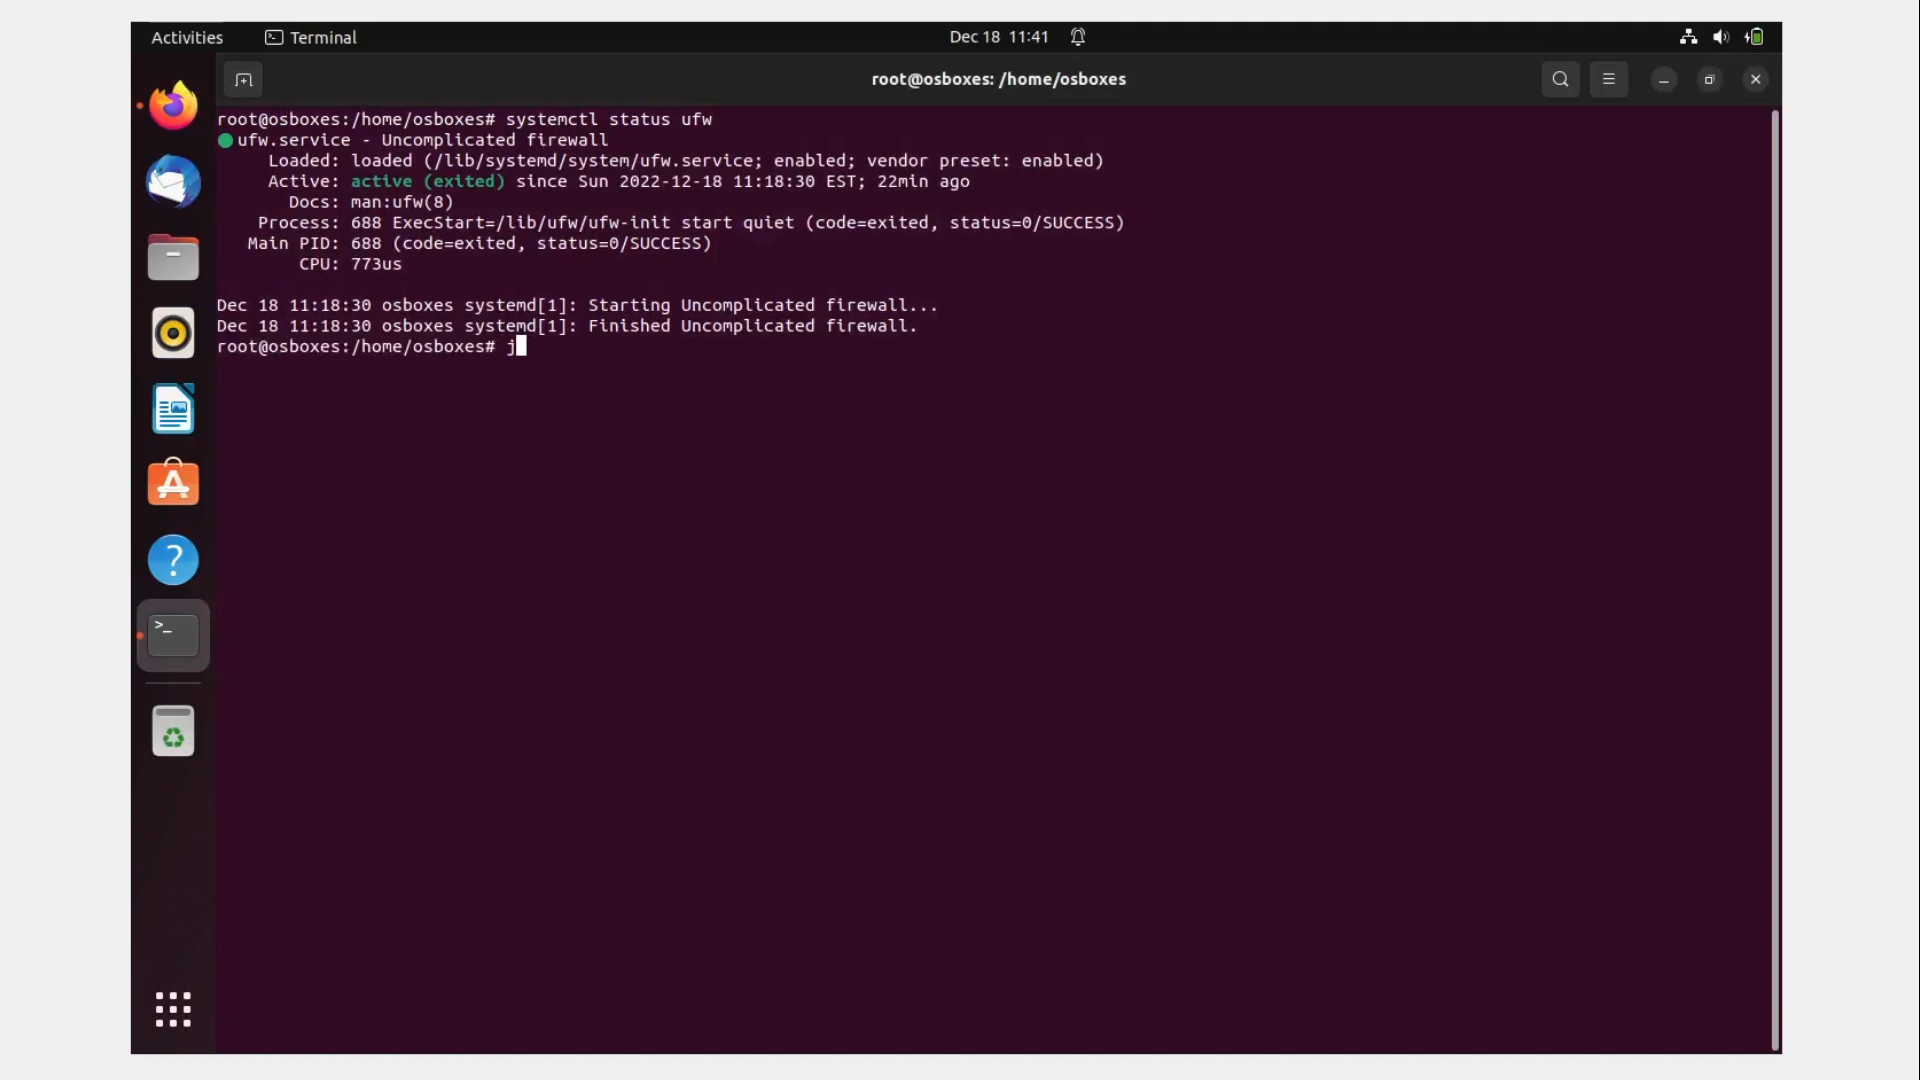 Activities Terminal Dec 18 11:41
root@osboxes: /home/osboxes
root@osboxes:/home/osboxes# systemctl status ufw
ufw.service - Uncomplicated firewall
Loaded: loaded (/lib/systemd/system/ufw.service; enabled; vendor preset: enabled)
Active: active (exited) since Sun 2022-12-18 11:18:30 EST; 22min ago
Docs: man:ufw(8)
Process: 688 ExecStart=/lib/ufw/ufw-init start quiet (code=exited, status=0/SUCCESS)
Main PID: 688 (code=exited, status=0/SUCCESS)
CPU: 773us
Dec 18 11:18:30 osboxes systemd[1]: Starting Uncomplicated firewall...
Dec 18 11:18:30 osboxes systemd[1]: Finished Uncomplicated firewall.
root@osboxes:/home/osboxes# j